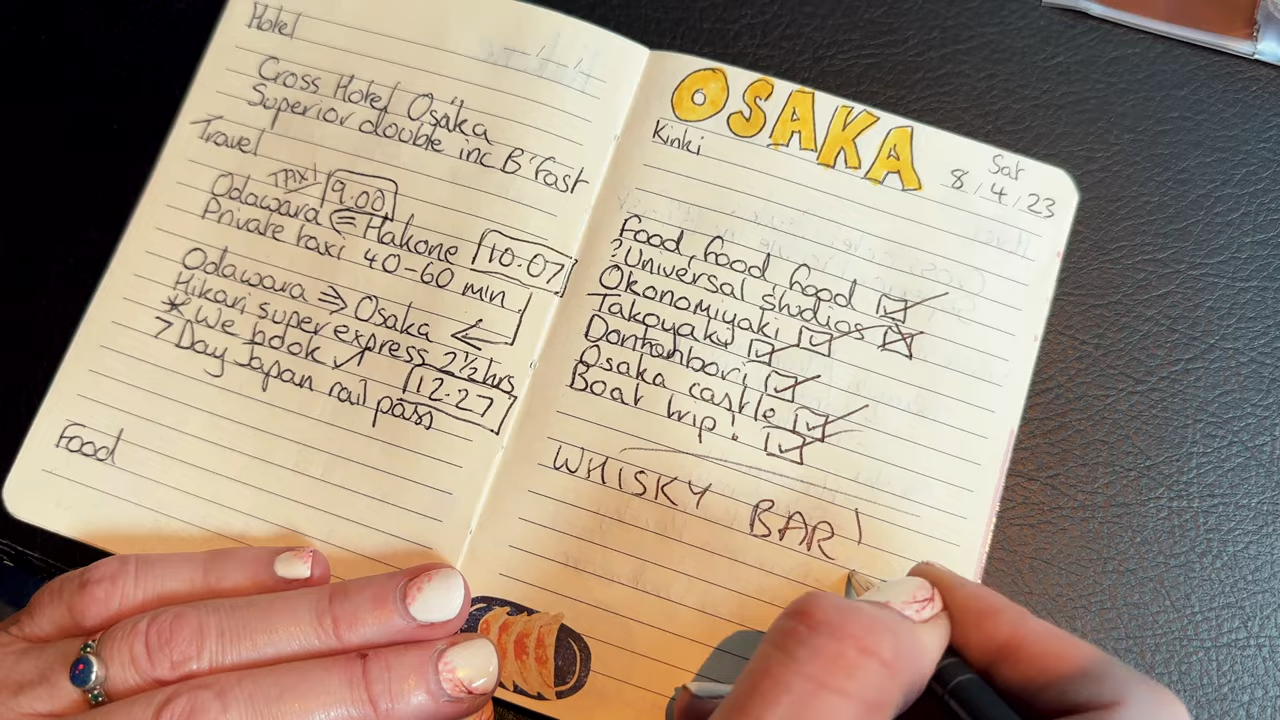 Hotel
Cross Hotel Osaka
Superior double inc B'Fast
Travel
TAXI 9.00
Odawara ⇐ Hakone 10.07
Private taxi 40-60 min
Odawara ⇒ Osaka
Hikari super express 2½ hrs
* We book ✓ 12.27
7 Day Japan rail pass
Food
OSAKA
Kinki
Sat
8/4/23
Food, food, food ☑
?Universal studios ☒
Okonomiyaki ☑
Takoyaki ☑
Dontonbori ☑
Osaka castle ☑
Boat trip! ☑
WHISKY BAR!